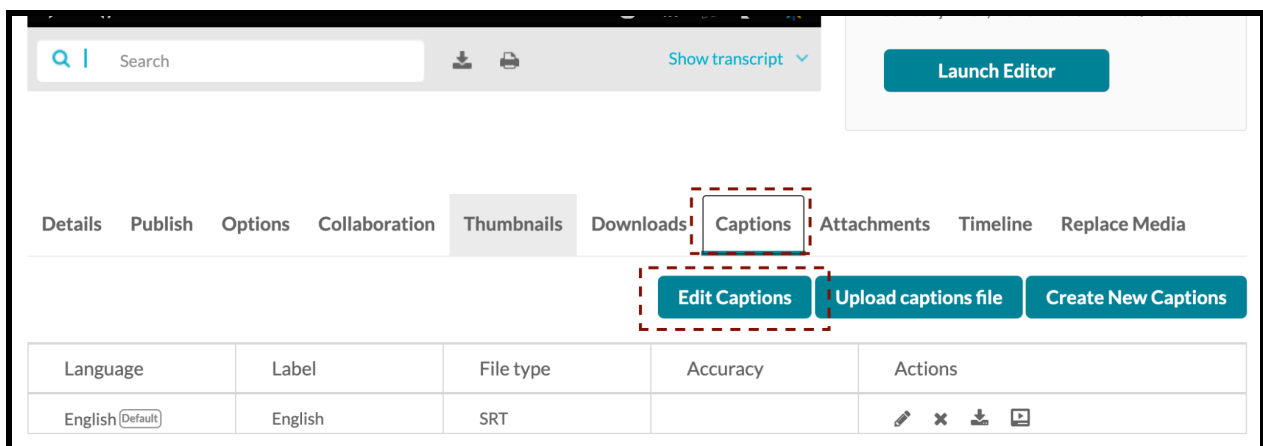 Search
Show transcript
Launch Editor
Details Publish Options Collaboration Thumbnails Downloads Captions Attachments Timeline Replace Media
Edit Captions Upload captions file Create New Captions
Language Label File type Accuracy Actions
English Default English SRT